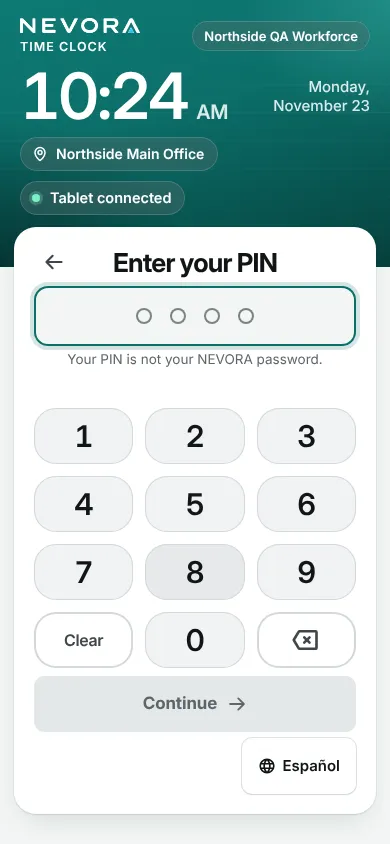 NEVORA
TIME CLOCK
Northside QA Workforce
10:24 AM
Monday,
November 23
Northside Main Office
Tablet connected
Enter your PIN
Your PIN is not your NEVORA password.
1 2 3
4 5 6
7 8 9
Clear 0
Continue
Español